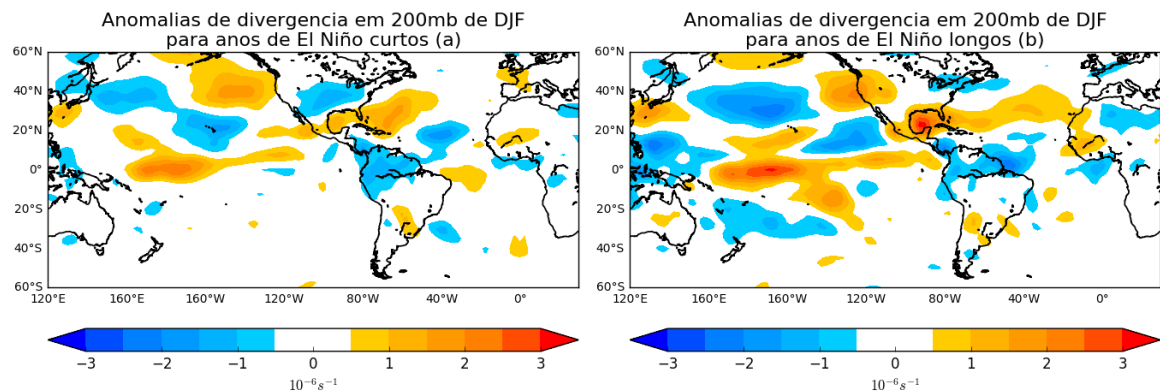 Anomalias de divergencia em 200mb de DJF
para anos de El Niño curtos (a)
60°N
40°N
20°N
0°
20°S
40°S
60°S
120°E 160°E 160°W 120°W 80°W 40°W 0°
−3 −2 −1 0 1 2 3
10⁻⁶s⁻¹
Anomalias de divergencia em 200mb de DJF
para anos de El Niño longos (b)
60°N
40°N
20°N
0°
20°S
40°S
60°S
120°E 160°E 160°W 120°W 80°W 40°W 0°
−3 −2 −1 0 1 2 3
10⁻⁶s⁻¹